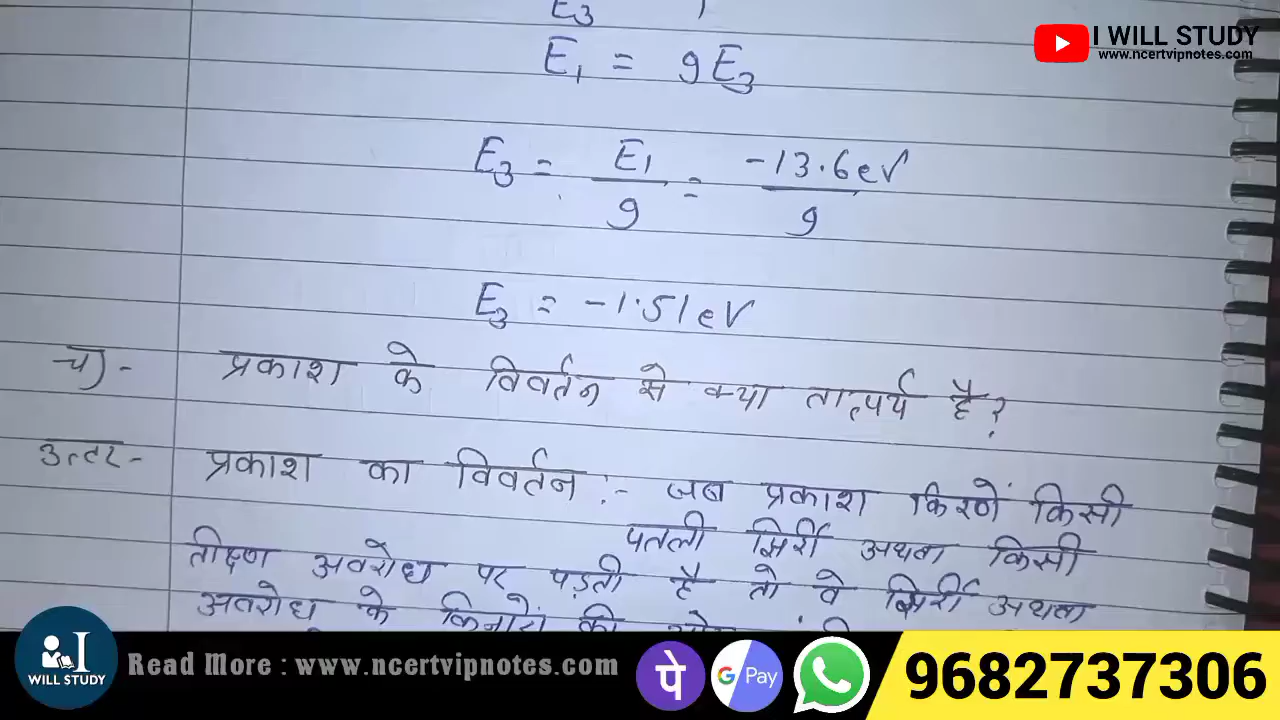 E₃
I WILL STUDY
www.ncertvipnotes.com
E₁ = 9E₃
E₃ = E₁/9 = -13.6eV/9
E₃ = -1.51eV
च)- प्रकाश के विवर्तन से क्या तात्पर्य है?
उत्तर- प्रकाश का विवर्तन :- जब प्रकाश किरणें किसी
पतली झिर्री अथवा किसी
तीक्ष्ण अवरोध पर पड़ती है तो वे झिर्री अथवा
अवरोध के किनारों की
I WILL STUDY
Read More : www.ncertvipnotes.com
पे
G Pay
9682737306